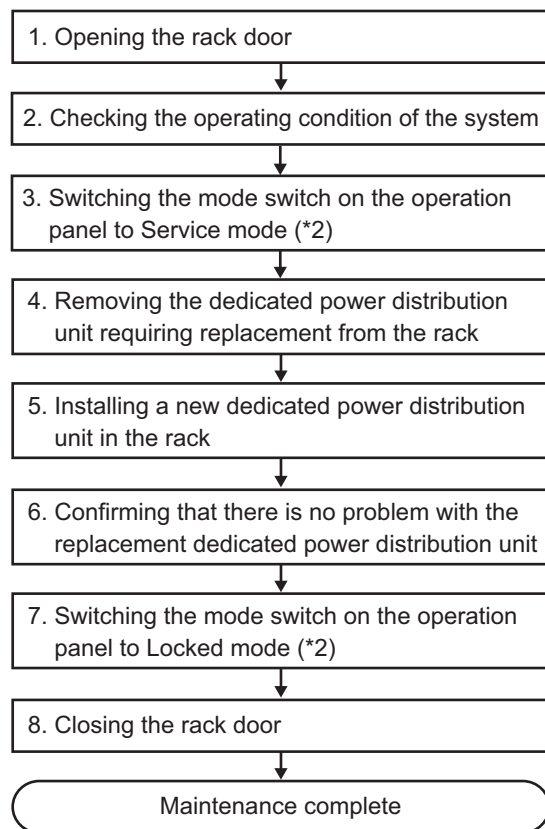 1. Opening the rack door
2. Checking the operating condition of the system
3. Switching the mode switch on the operation
panel to Service mode (*2)
4. Removing the dedicated power distribution
unit requiring replacement from the rack
5. Installing a new dedicated power distribution
unit in the rack
6. Confirming that there is no problem with the
replacement dedicated power distribution unit
7. Switching the mode switch on the operation
panel to Locked mode (*2)
8. Closing the rack door
Maintenance complete